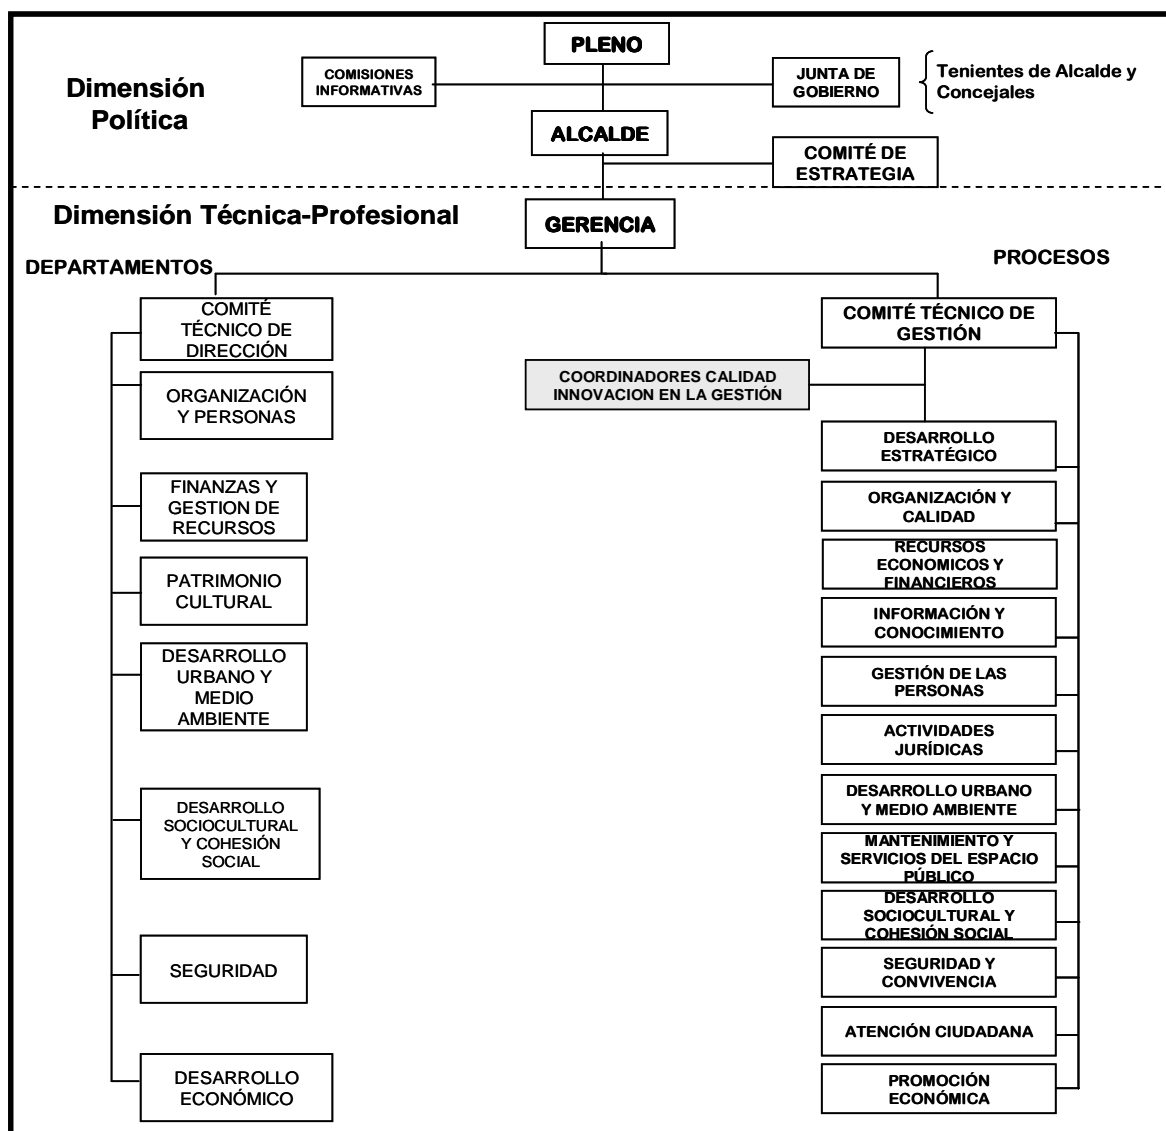 PLENO
COMISIONES
INFORMATIVAS
JUNTA DE
GOBIERNO
Tenientes de Alcalde y
Concejales
Dimensión
Política
ALCALDE
COMITÉ DE
ESTRATEGIA
Dimensión Técnica-Profesional
GERENCIA
DEPARTAMENTOS
PROCESOS
COMITÉ
TÉCNICO DE
DIRECCIÓN
ORGANIZACIÓN
Y PERSONAS
FINANZAS Y
GESTION DE
RECURSOS
PATRIMONIO
CULTURAL
DESARROLLO
URBANO Y
MEDIO
AMBIENTE
DESARROLLO
SOCIOCULTURAL
Y COHESIÓN
SOCIAL
SEGURIDAD
DESARROLLO
ECONÓMICO
COMITÉ TÉCNICO DE
GESTIÓN
COORDINADORES CALIDAD
INNOVACION EN LA GESTIÓN
DESARROLLO
ESTRATÉGICO
ORGANIZACIÓN Y
CALIDAD
RECURSOS
ECONOMICOS Y
FINANCIEROS
INFORMACIÓN Y
CONOCIMIENTO
GESTIÓN DE LAS
PERSONAS
ACTIVIDADES
JURÍDICAS
DESARROLLO URBANO
Y MEDIO AMBIENTE
MANTENIMIENTO Y
SERVICIOS DEL ESPACIO
PÚBLICO
DESARROLLO
SOCIOCULTURAL Y
COHESIÓN SOCIAL
SEGURIDAD Y
CONVIVENCIA
ATENCIÓN CIUDADANA
PROMOCIÓN
ECONÓMICA